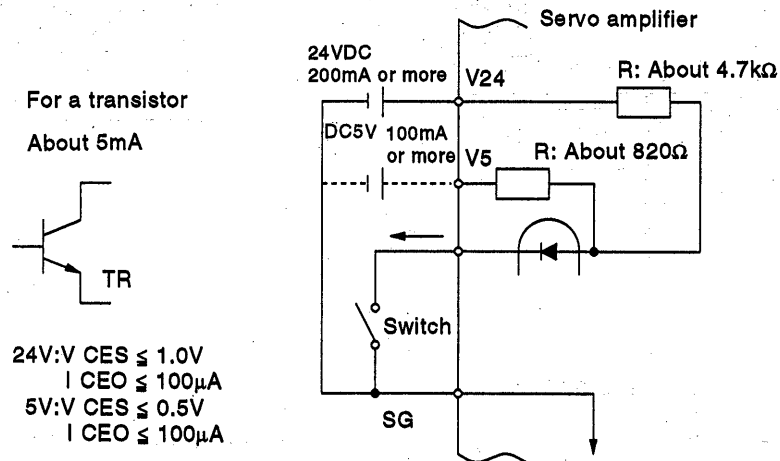 Servo amplifier
24VDC
200mA or more
V24
R: About 4.7kΩ
For a transistor
About 5mA
DC5V
100mA
or more
V5
R: About 820Ω
TR
Switch
24V:V CES ≦ 1.0V
I CEO ≦ 100μA
5V:V CES ≦ 0.5V
I CEO ≦ 100μA
SG